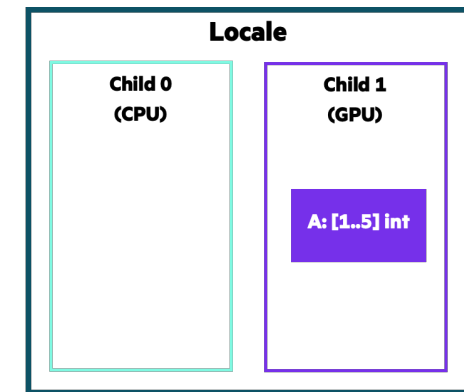 Locale
Child 0
(CPU)
Child 1
(GPU)
A: [1..5] int